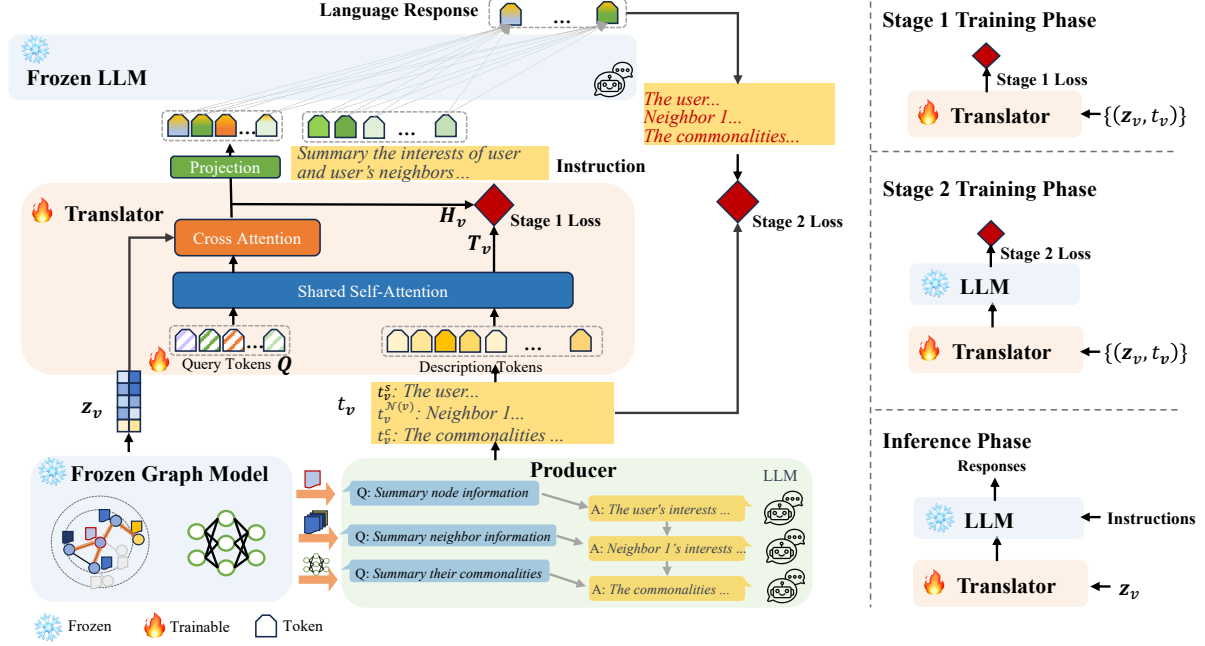 Language Response
...
Frozen LLM
The user...
Neighbor 1...
The commonalities...
...
...
Projection
Summary the interests of user
and user's neighbors...
Instruction
Translator
H_v
Stage 1 Loss
Stage 2 Loss
Cross Attention
T_v
Shared Self-Attention
...
...
Query Tokens Q
Description Tokens
z_v
t_v
t_v^s: The user...
t_v^{N(v)}: Neighbor 1...
t_v^c: The commonalities ...
Frozen Graph Model
Producer
LLM
Q: Summary node information
A: The user's interests ...
Q: Summary neighbor information
A: Neighbor 1's interests ...
Q: Summary their commonalities
A: The commonalities ...
Frozen
Trainable
Token
Stage 1 Training Phase
Stage 1 Loss
Translator
{(z_v, t_v)}
Stage 2 Training Phase
Stage 2 Loss
LLM
Translator
{(z_v, t_v)}
Inference Phase
Responses
LLM
Instructions
Translator
z_v